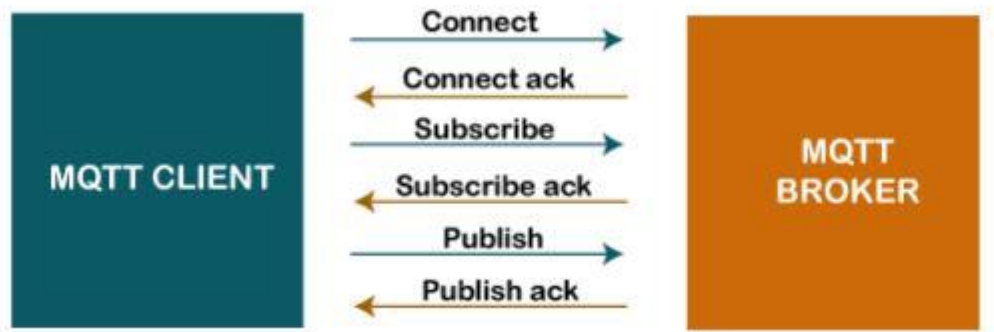 Connect
Connect ack
Subscribe
MQTT CLIENT
MQTT
BROKER
Subscribe ack
Publish
Publish ack